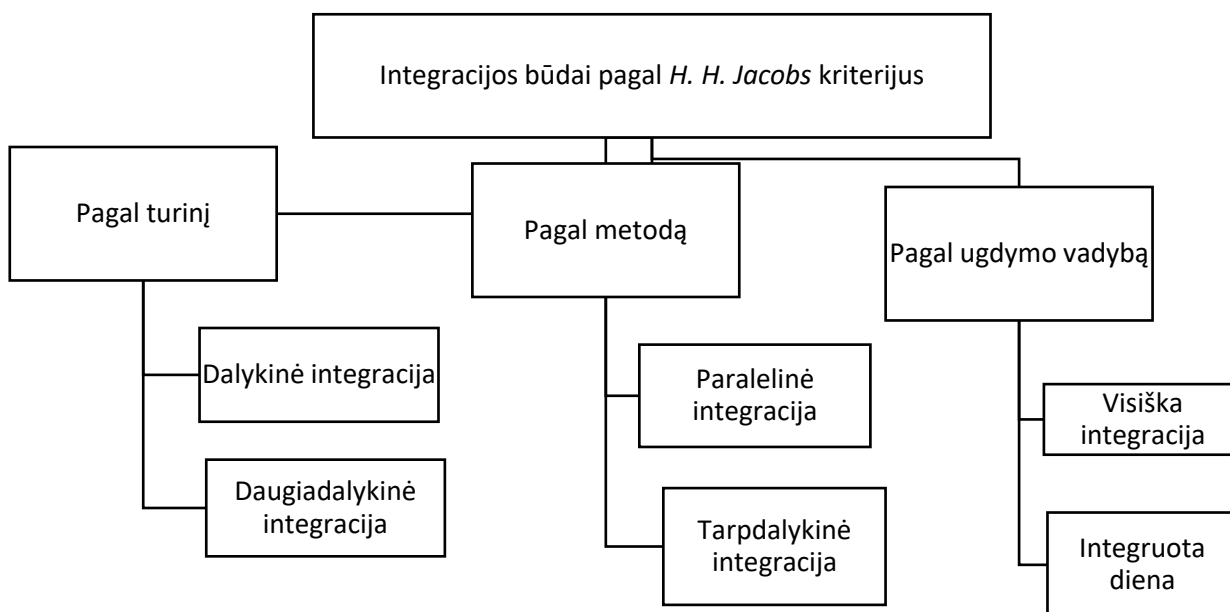 Integracijos būdai pagal H. H. Jacobs kriterijus
Pagal turinį
Dalykinė integracija
Daugiadalykinė
integracija
Pagal metodą
Paralelinė
integracija
Tarpdalykinė
integracija
Pagal ugdymo vadybą
Visiška
integracija
Integruota
diena